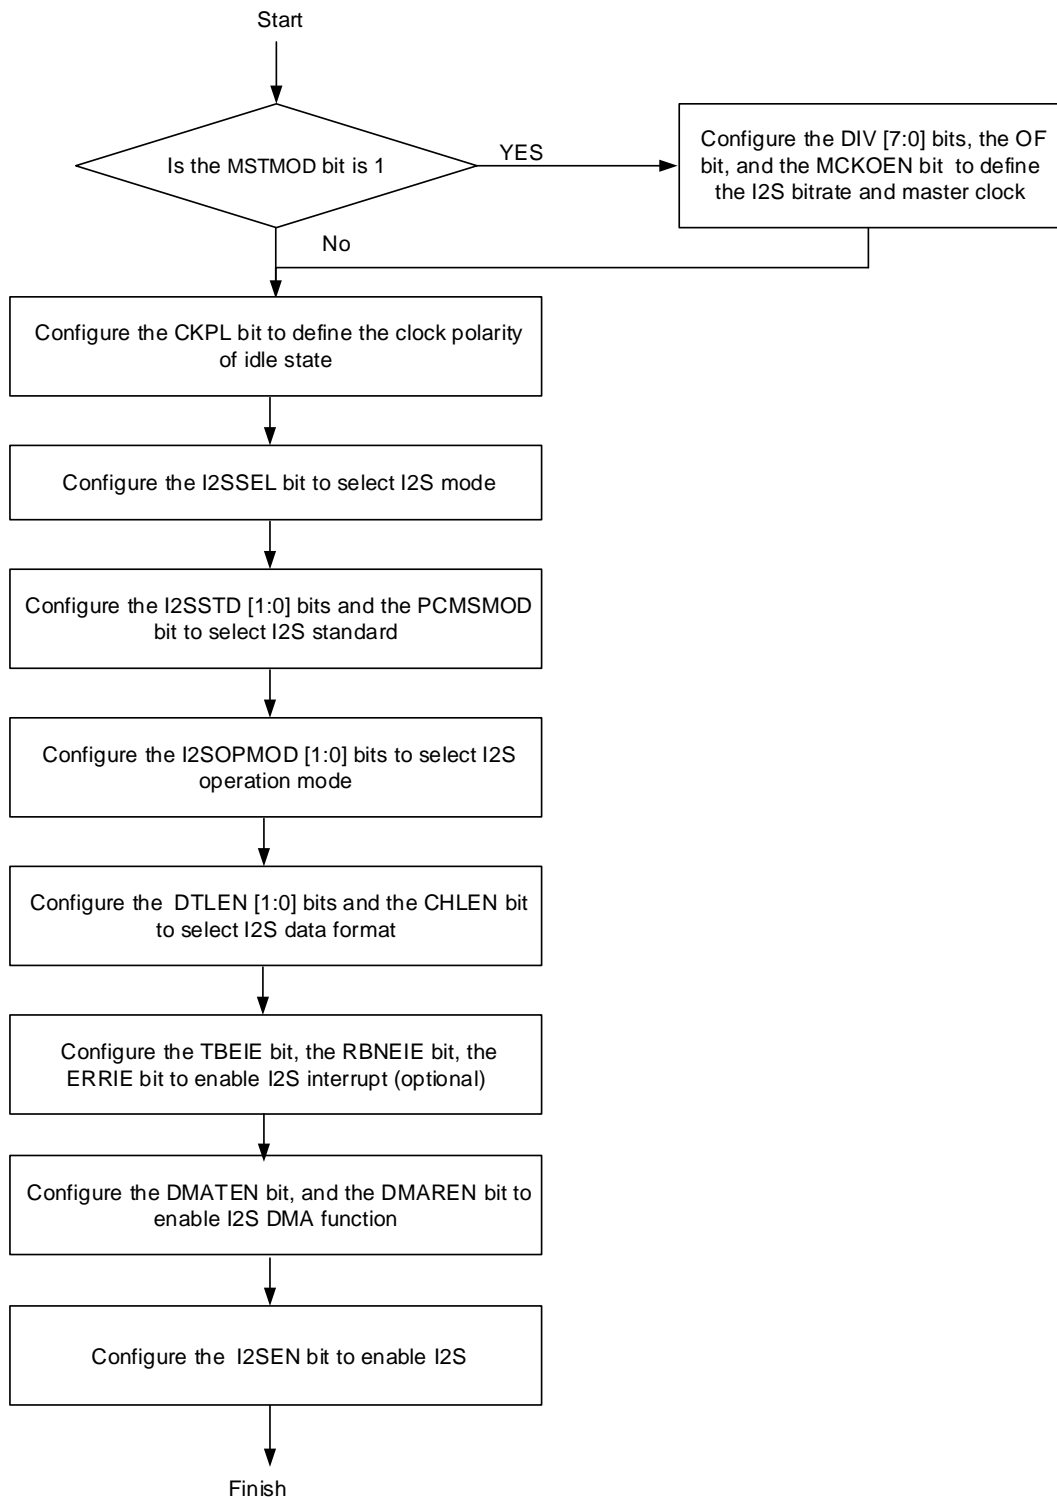 Start
Is the MSTMOD bit is 1
YES
Configure the DIV [7:0] bits, the OF
bit, and the MCKOEN bit to define
the I2S bitrate and master clock
No
Configure the CKPL bit to define the clock polarity
of idle state
Configure the I2SSEL bit to select I2S mode
Configure the I2SSTD [1:0] bits and the PCMSMOD
bit to select I2S standard
Configure the I2SOPMOD [1:0] bits to select I2S
operation mode
Configure the DTLEN [1:0] bits and the CHLEN bit
to select I2S data format
Configure the TBEIE bit, the RBNEIE bit, the
ERRIE bit to enable I2S interrupt (optional)
Configure the DMATEN bit, and the DMAREN bit to
enable I2S DMA function
Configure the I2SEN bit to enable I2S
Finish